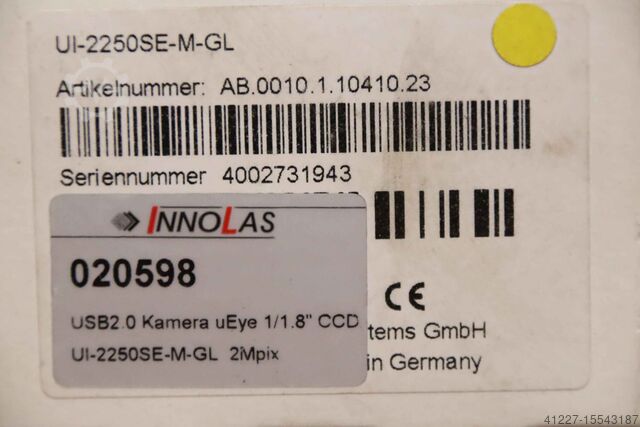 UI-2250SE-M-GL
Artikelnummer: AB.0010.1.10410.23
Seriennummer 4002731943
INNOLAS
020598
USB2.0 Kamera uEye 1/1.8" CCD
UI-2250SE-M-GL 2Mpix
CE
tems GmbH
in Germany
41227-15543187